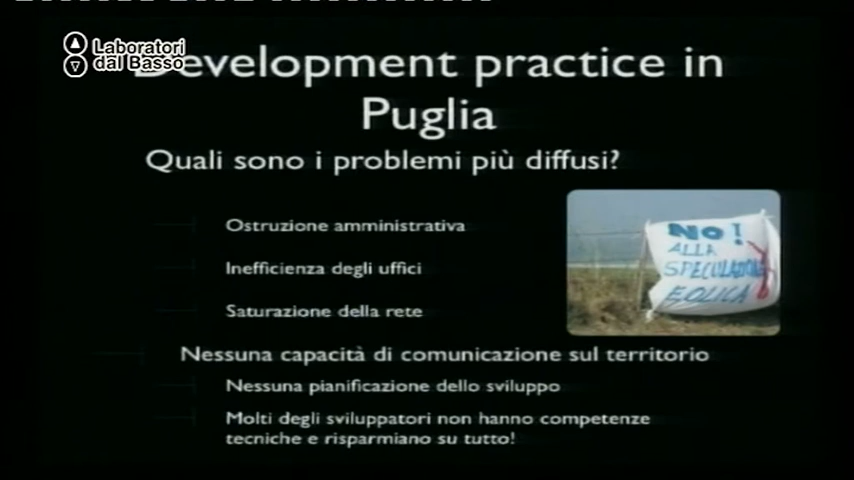 Laboratori
dal Basso
Development practice in
Puglia
Quali sono i problemi più diffusi?
Ostruzione amministrativa
Inefficienza degli uffici
Saturazione della rete
NO!
ALLA
SPECULAZIONE
EOLICA
Nessuna capacità di comunicazione sul territorio
Nessuna pianificazione dello sviluppo
Molti degli sviluppatori non hanno competenze
tecniche e risparmiano su tutto!